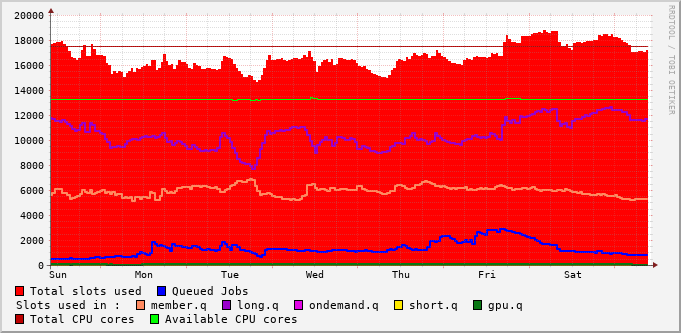 20000
18000
16000
14000
12000
10000
8000
6000
4000
2000
0
Sun Mon Tue Wed Thu Fri Sat
RRDTOOL / TOBI OETIKER
Total slots used Queued Jobs
Slots used in : member.q long.q ondemand.q short.q gpu.q
Total CPU cores Available CPU cores